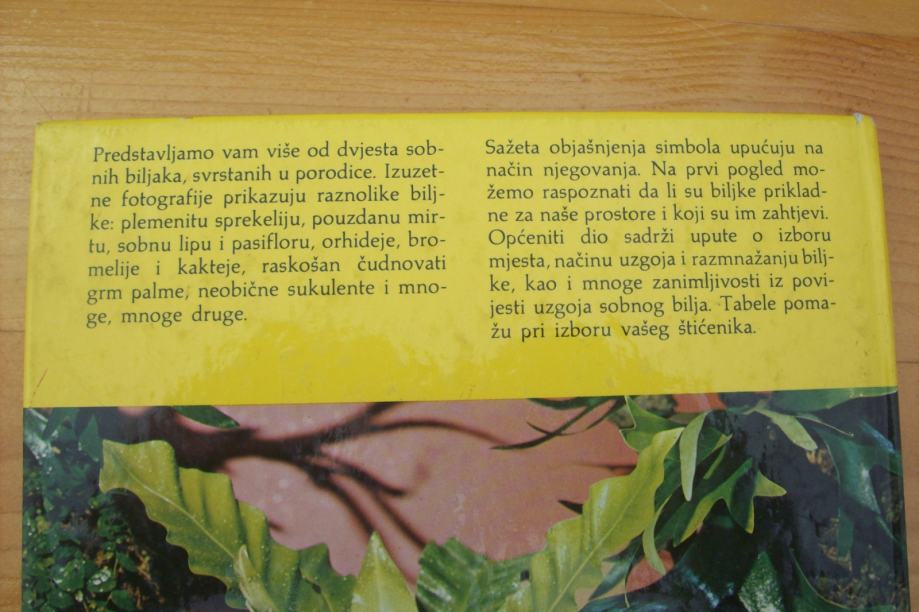 Predstavljamo vam više od dvjesta sob-
nih biljaka, svrstanih u porodice. Izuzet-
ne fotografije prikazuju raznolike bilj-
ke: plemenitu sprekeliju, pouzdanu mir-
tu, sobnu lipu i pasifloru, orhideje, bro-
melije i kakteje, raskošan čudnovati
grm palme, neobične sukulente i mno-
ge, mnoge druge.
Sažeta objašnjenja simbola upućuju na
način njegovanja. Na prvi pogled mo-
žemo raspoznati da li su biljke priklad-
ne za naše prostore i koji su im zahtjevi.
Općeniti dio sadrži upute o izboru
mjesta, načinu uzgoja i razmnažanju bilj-
ke, kao i mnoge zanimljivosti iz povi-
jesti uzgoja sobnog bilja. Tabele poma-
žu pri izboru vašeg štićenika.